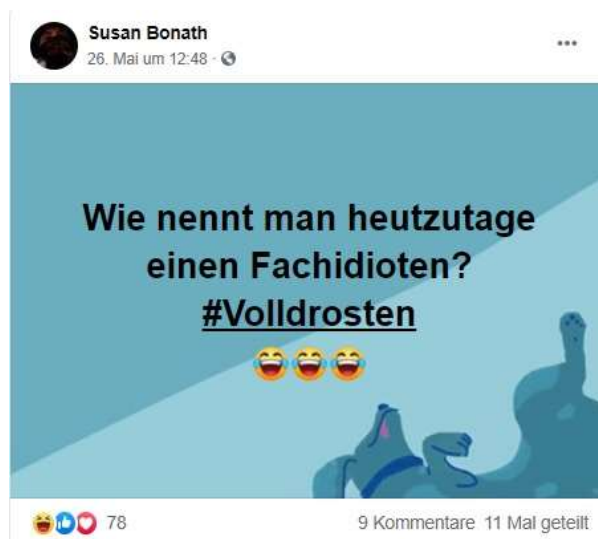 Susan Bonath
26. Mai um 12:48 ·
Wie nennt man heutzutage
einen Fachidioten?
#Volldrosten
😂😂😂
78
9 Kommentare 11 Mal geteilt